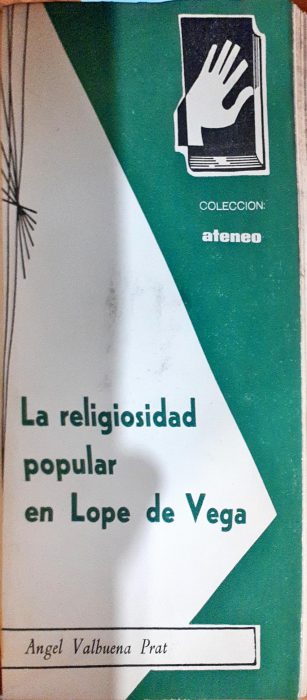 COLECCION:
ateneo
La religiosidad
popular
en Lope de Vega
Angel Valbuena Prat